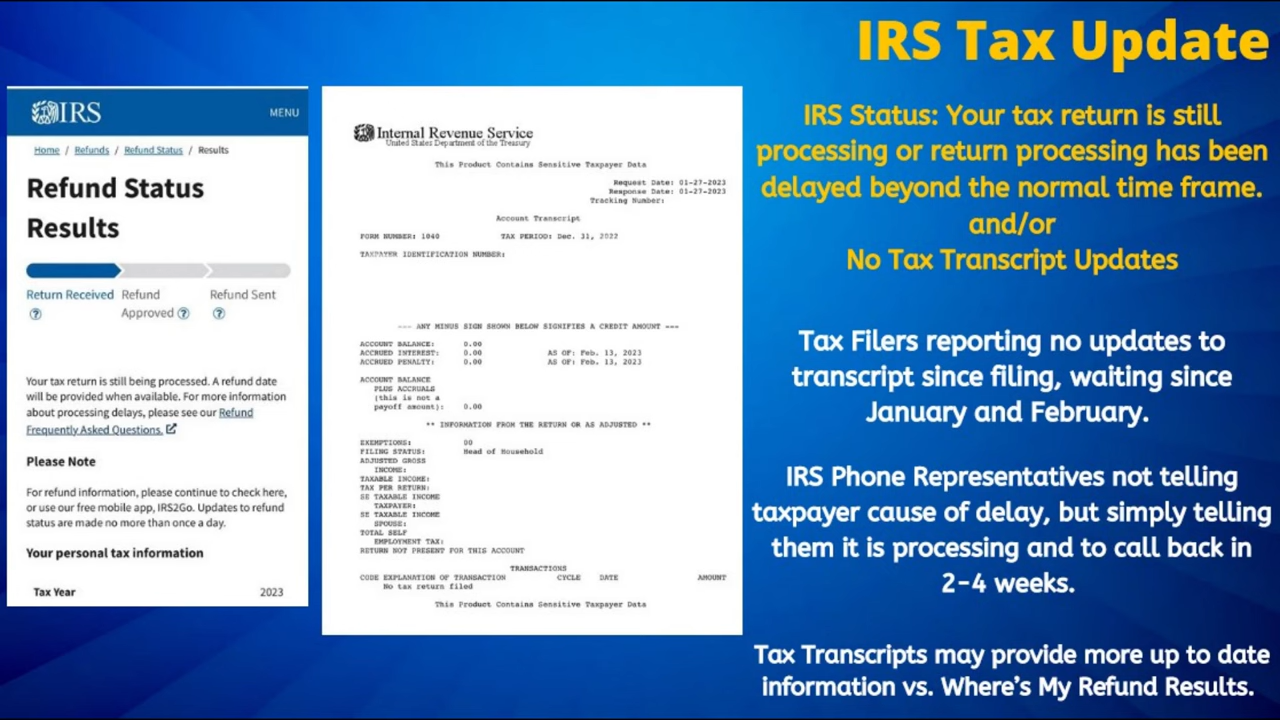 IRS Tax Update
IRS
MENU
Home / Refunds / Refund Status / Results
Refund Status
Results
Return Received
Refund
Approved
Refund Sent
?
?
?
Your tax return is still being processed. A refund date
will be provided when available. For more information
about processing delays, please see our Refund
Frequently Asked Questions.
Please Note
For refund information, please continue to check here,
or use our free mobile app, IRS2Go. Updates to refund
status are made no more than once a day.
Your personal tax information
Tax Year 2023
Internal Revenue Service
United States Department of the Treasury
This Product Contains Sensitive Taxpayer Data
Request Date: 01-27-2023
Response Date: 01-27-2023
Tracking Number:
Account Transcript
FORM NUMBER: 1040 TAX PERIOD: Dec. 31, 2022
TAXPAYER IDENTIFICATION NUMBER:
--- ANY MINUS SIGN SHOWN BELOW SIGNIFIES A CREDIT AMOUNT ---
ACCOUNT BALANCE: 0.00
ACCRUED INTEREST: 0.00 AS OF: Feb. 13, 2023
ACCRUED PENALTY: 0.00 AS OF: Feb. 13, 2023
ACCOUNT BALANCE
PLUS ACCRUALS
(this is not a
payoff amount): 0.00
** INFORMATION FROM THE RETURN OR AS ADJUSTED **
EXEMPTIONS: 00
FILING STATUS: Head of Household
ADJUSTED GROSS
INCOME:
TAXABLE INCOME:
TAX PER RETURN:
SE TAXABLE INCOME
TAXPAYER:
SE TAXABLE INCOME
SPOUSE:
TOTAL SELF
EMPLOYMENT TAX:
RETURN NOT PRESENT FOR THIS ACCOUNT
TRANSACTIONS
CODE EXPLANATION OF TRANSACTION CYCLE DATE AMOUNT
No tax return filed
This Product Contains Sensitive Taxpayer Data
IRS Status: Your tax return is still
processing or return processing has been
delayed beyond the normal time frame.
and/or
No Tax Transcript Updates
Tax Filers reporting no updates to
transcript since filing, waiting since
January and February.
IRS Phone Representatives not telling
taxpayer cause of delay, but simply telling
them it is processing and to call back in
2-4 weeks.
Tax Transcripts may provide more up to date
information vs. Where's My Refund Results.